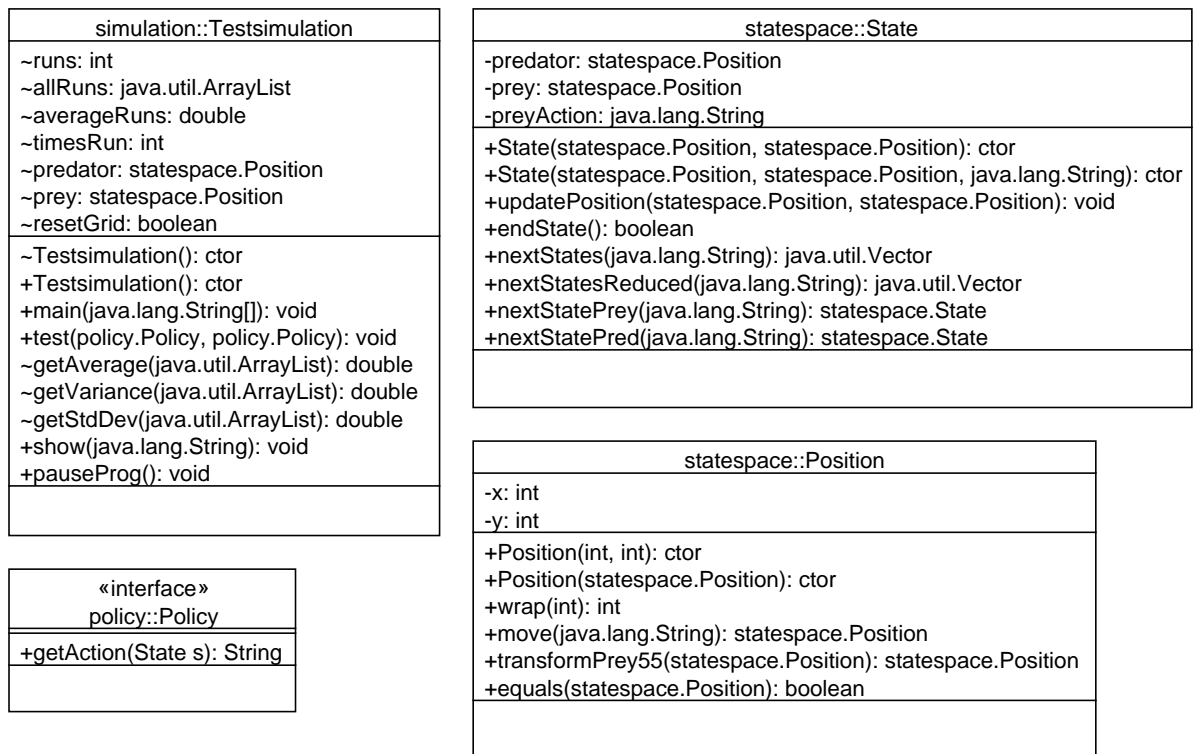 simulation::Testsimulation
~runs: int
~allRuns: java.util.ArrayList
~averageRuns: double
~timesRun: int
~predator: statespace.Position
~prey: statespace.Position
~resetGrid: boolean
~Testsimulation(): ctor
+Testsimulation(): ctor
+main(java.lang.String[]): void
+test(policy.Policy, policy.Policy): void
~getAverage(java.util.ArrayList): double
~getVariance(java.util.ArrayList): double
~getStdDev(java.util.ArrayList): double
+show(java.lang.String): void
+pauseProg(): void
«interface»
policy::Policy
+getAction(State s): String
statespace::State
-predator: statespace.Position
-prey: statespace.Position
-preyAction: java.lang.String
+State(statespace.Position, statespace.Position): ctor
+State(statespace.Position, statespace.Position, java.lang.String): ctor
+updatePosition(statespace.Position, statespace.Position): void
+endState(): boolean
+nextStates(java.lang.String): java.util.Vector
+nextStatesReduced(java.lang.String): java.util.Vector
+nextStatePrey(java.lang.String): statespace.State
+nextStatePred(java.lang.String): statespace.State
statespace::Position
-x: int
-y: int
+Position(int, int): ctor
+Position(statespace.Position): ctor
+wrap(int): int
+move(java.lang.String): statespace.Position
+transformPrey55(statespace.Position): statespace.Position
+equals(statespace.Position): boolean